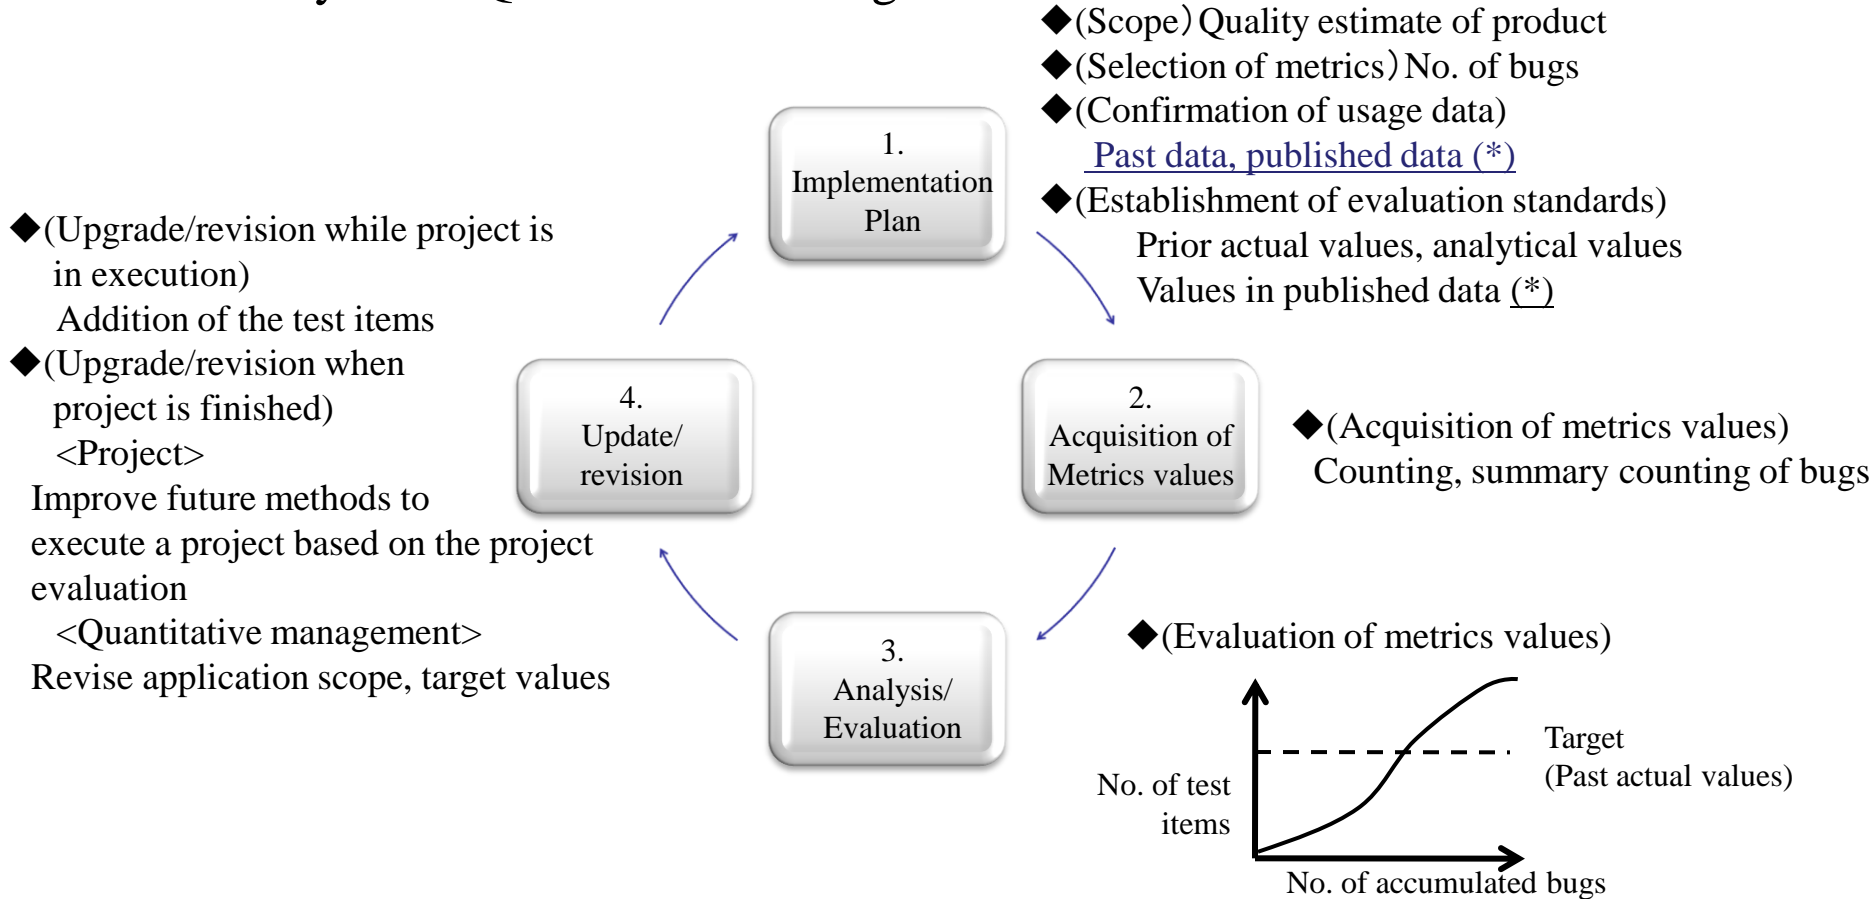 ◆(Scope）Quality estimate of product
◆(Selection of metrics）No. of bugs
◆(Confirmation of usage data)
Past data, published data (*)
◆(Establishment of evaluation standards)
Prior actual values, analytical values
Values in published data (*)
1.
Implementation
Plan
◆(Upgrade/revision while project is
in execution)
Addition of the test items
◆(Upgrade/revision when
project is finished)
<Project>
Improve future methods to
execute a project based on the project
evaluation
<Quantitative management>
Revise application scope, target values
4.
Update/
revision
2.
Acquisition of
Metrics values
◆(Acquisition of metrics values)
Counting, summary counting of bugs
3.
Analysis/
Evaluation
◆(Evaluation of metrics values)
Target
(Past actual values)
No. of test
items
No. of accumulated bugs